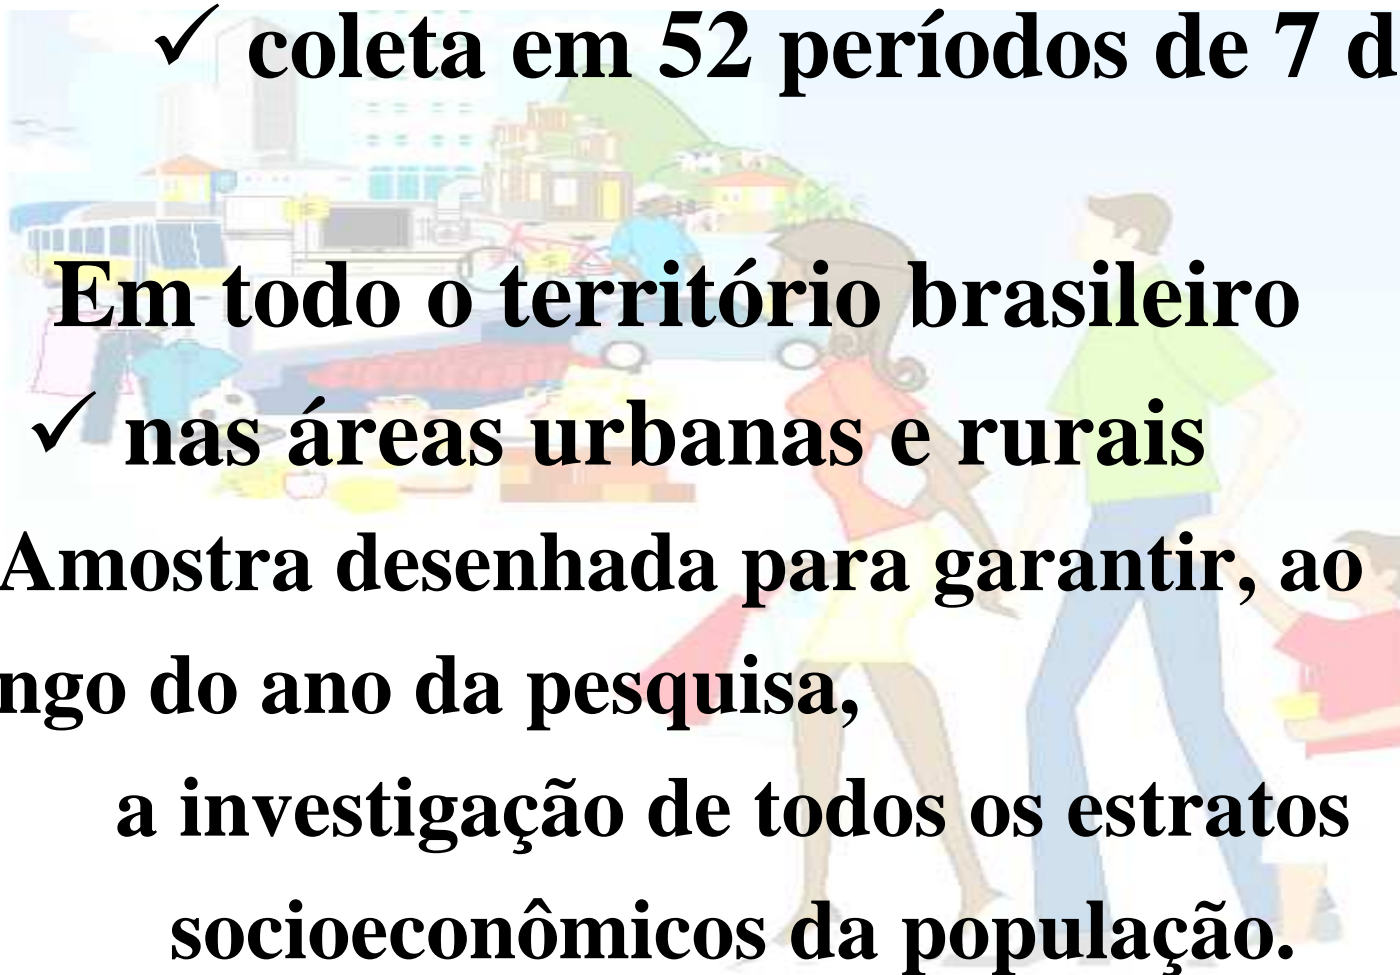 ✓ coleta em 52 períodos de 7 d
Em todo o território brasileiro
✓ nas áreas urbanas e rurais
Amostra desenhada para garantir, ao
ngo do ano da pesquisa,
a investigação de todos os estratos
socioeconômicos da população.